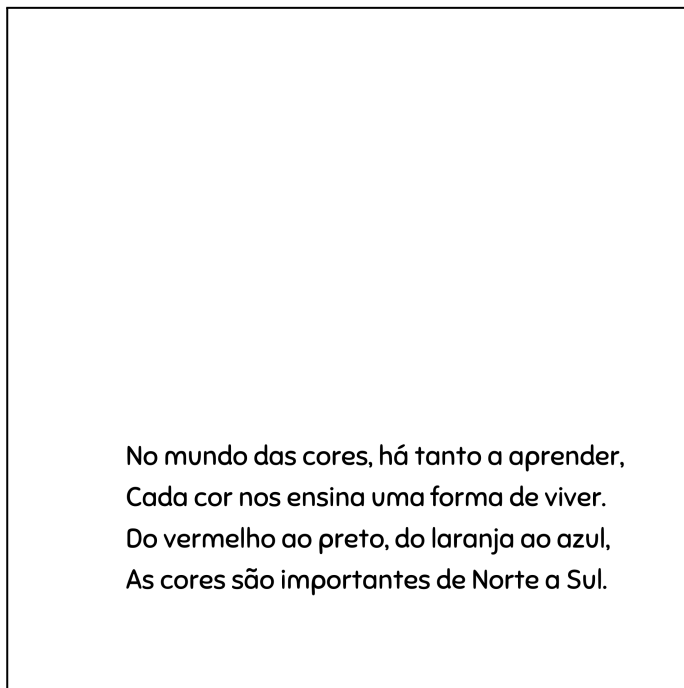 No mundo das cores, há tanto a aprender,
Cada cor nos ensina uma forma de viver.
Do vermelho ao preto, do laranja ao azul,
As cores são importantes de Norte a Sul.